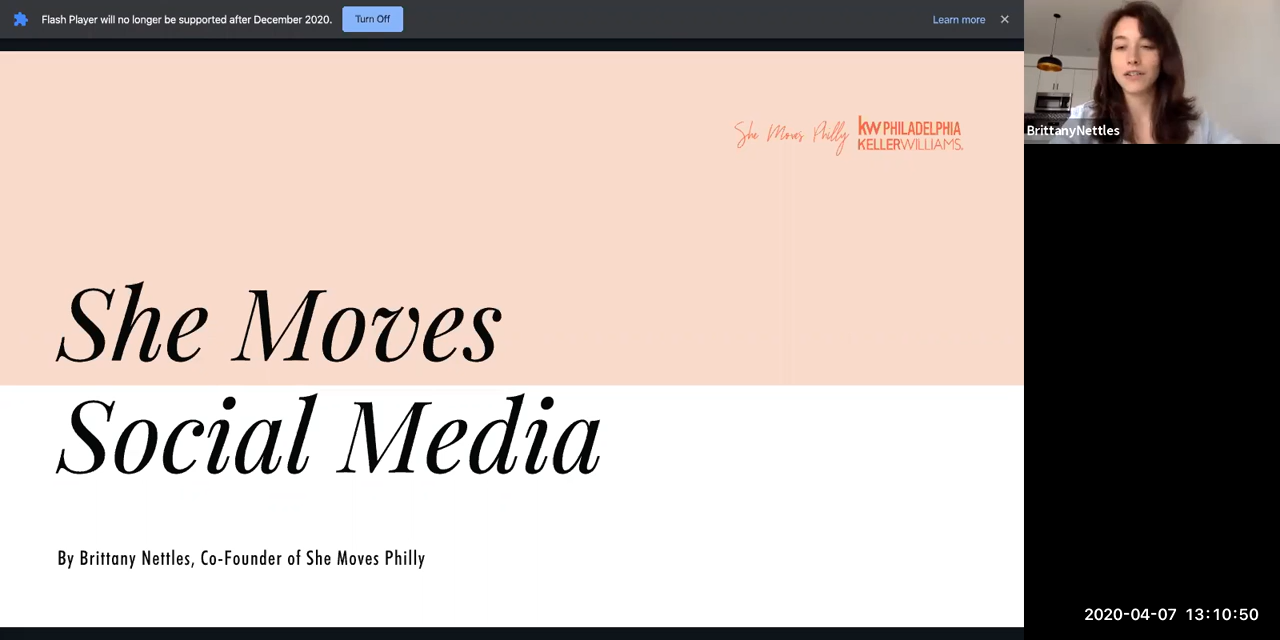 Flash Player will no longer be supported after December 2020. Turn Off Learn more
She Moves Philly kw PHILADELPHIA
KELLERWILLIAMS.
BrittanyNettles
She Moves
Social Media
By Brittany Nettles, Co-Founder of She Moves Philly
2020-04-07 13:10:50